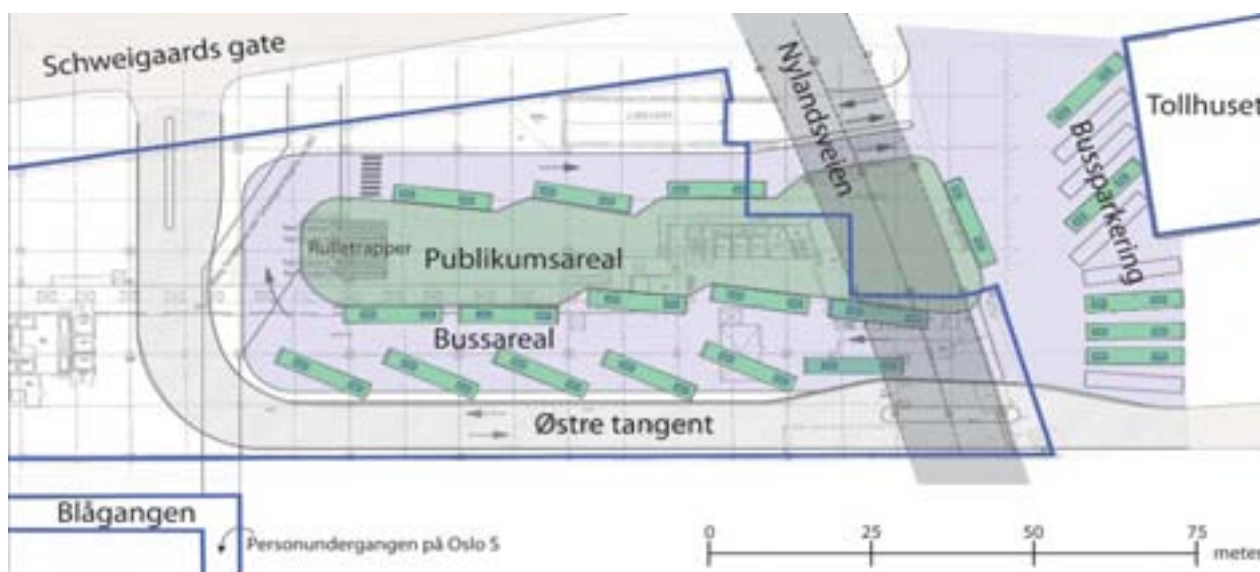 Schweigaards gate
Nylandsveien
Tollhuset
Bussparkering
Rulletrapper
Publikumsareal
Bussareal
Østre tangent
Blågangen
Personundergangen på Oslo S
0 25 50 75
meter